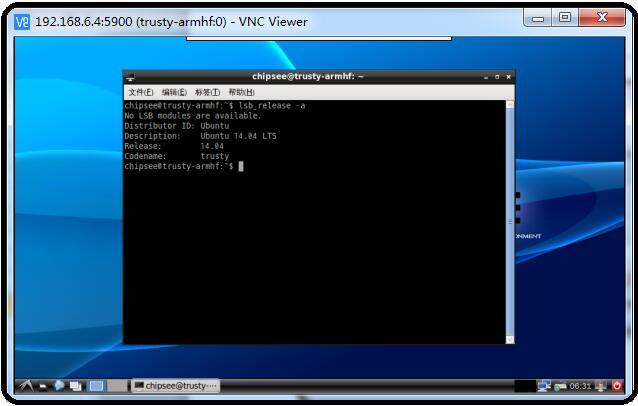 192.168.6.4:5900 (trusty-armhf:0) - VNC Viewer
chipsee@trusty-armhf: ~
文件(F) 编辑(E) 标签(T) 帮助(H)
chipsee@trusty-armhf:~$ lsb_release -a
No LSB modules are available.
Distributor ID: Ubuntu
Description: Ubuntu 14.04 LTS
Release: 14.04
Codename: trusty
chipsee@trusty-armhf:~$
ONMENT
chipsee@trusty-···
06:31